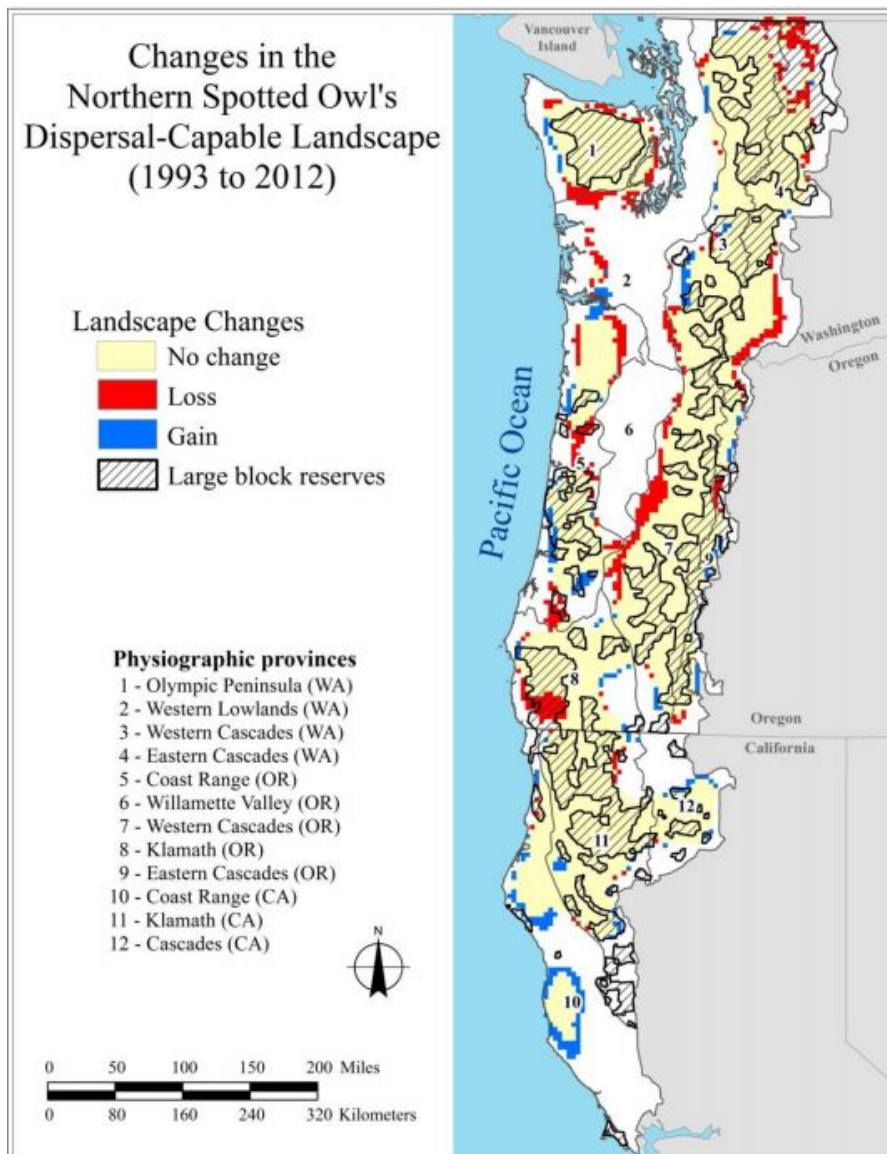 Changes in the
Northern Spotted Owl's
Dispersal-Capable Landscape
(1993 to 2012)
Landscape Changes
No change
Loss
Gain
Large block reserves
Physiographic provinces
1 - Olympic Peninsula (WA)
2 - Western Lowlands (WA)
3 - Western Cascades (WA)
4 - Eastern Cascades (WA)
5 - Coast Range (OR)
6 - Willamette Valley (OR)
7 - Western Cascades (OR)
8 - Klamath (OR)
9 - Eastern Cascades (OR)
10 - Coast Range (CA)
11 - Klamath (CA)
12 - Cascades (CA)
N
0 50 100 150 200 Miles
0 80 160 240 320 Kilometers
Vancouver
Island
1
4
3
2
Washington
Oregon
6
Pacific Ocean
5
7
9
8
Oregon
California
12
11
10